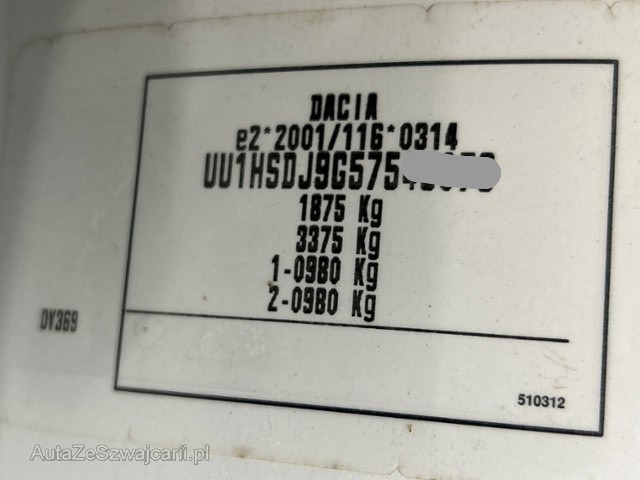 DACIA
e2*2001/116*0314
1875 Kg
3375 Kg
1-0980 Kg
2-0980 Kg
DV369
510312
AutaZeSzwajcarii.pl